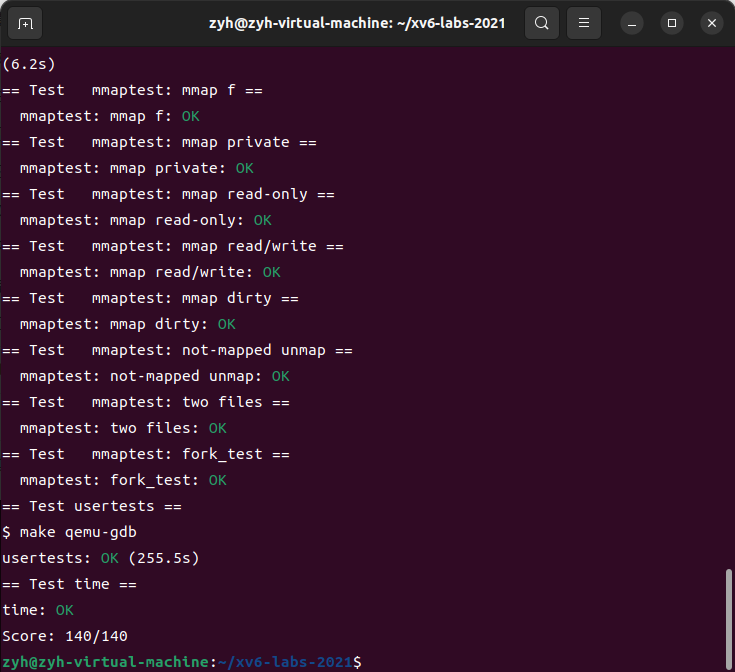 zyh@zyh-virtual-machine: ~/xv6-labs-2021
(6.2s)
== Test   mmaptest: mmap f ==
  mmaptest: mmap f: OK
== Test   mmaptest: mmap private ==
  mmaptest: mmap private: OK
== Test   mmaptest: mmap read-only ==
  mmaptest: mmap read-only: OK
== Test   mmaptest: mmap read/write ==
  mmaptest: mmap read/write: OK
== Test   mmaptest: mmap dirty ==
  mmaptest: mmap dirty: OK
== Test   mmaptest: not-mapped unmap ==
  mmaptest: not-mapped unmap: OK
== Test   mmaptest: two files ==
  mmaptest: two files: OK
== Test   mmaptest: fork_test ==
  mmaptest: fork_test: OK
== Test usertests ==
$ make qemu-gdb
usertests: OK (255.5s)
== Test time ==
time: OK
Score: 140/140
zyh@zyh-virtual-machine:~/xv6-labs-2021$